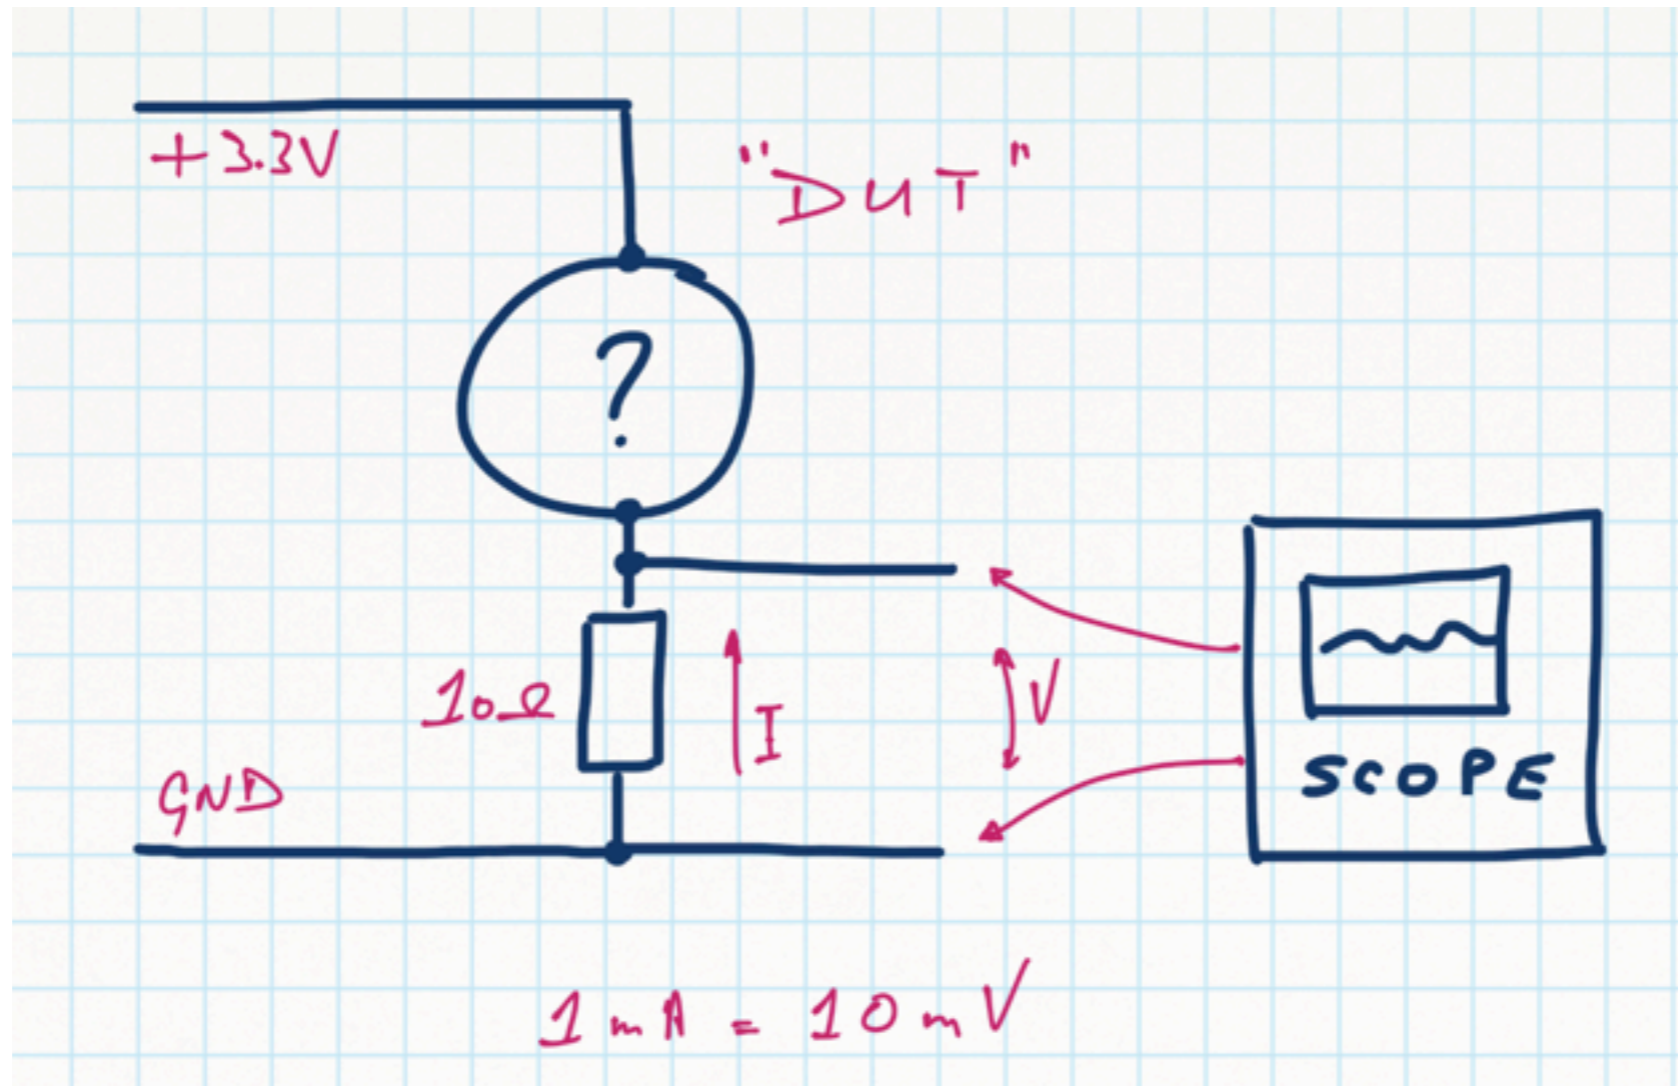 +3.3V
"DUT"
?
10Ω
I
V
SCOPE
GND
1mA = 10mV